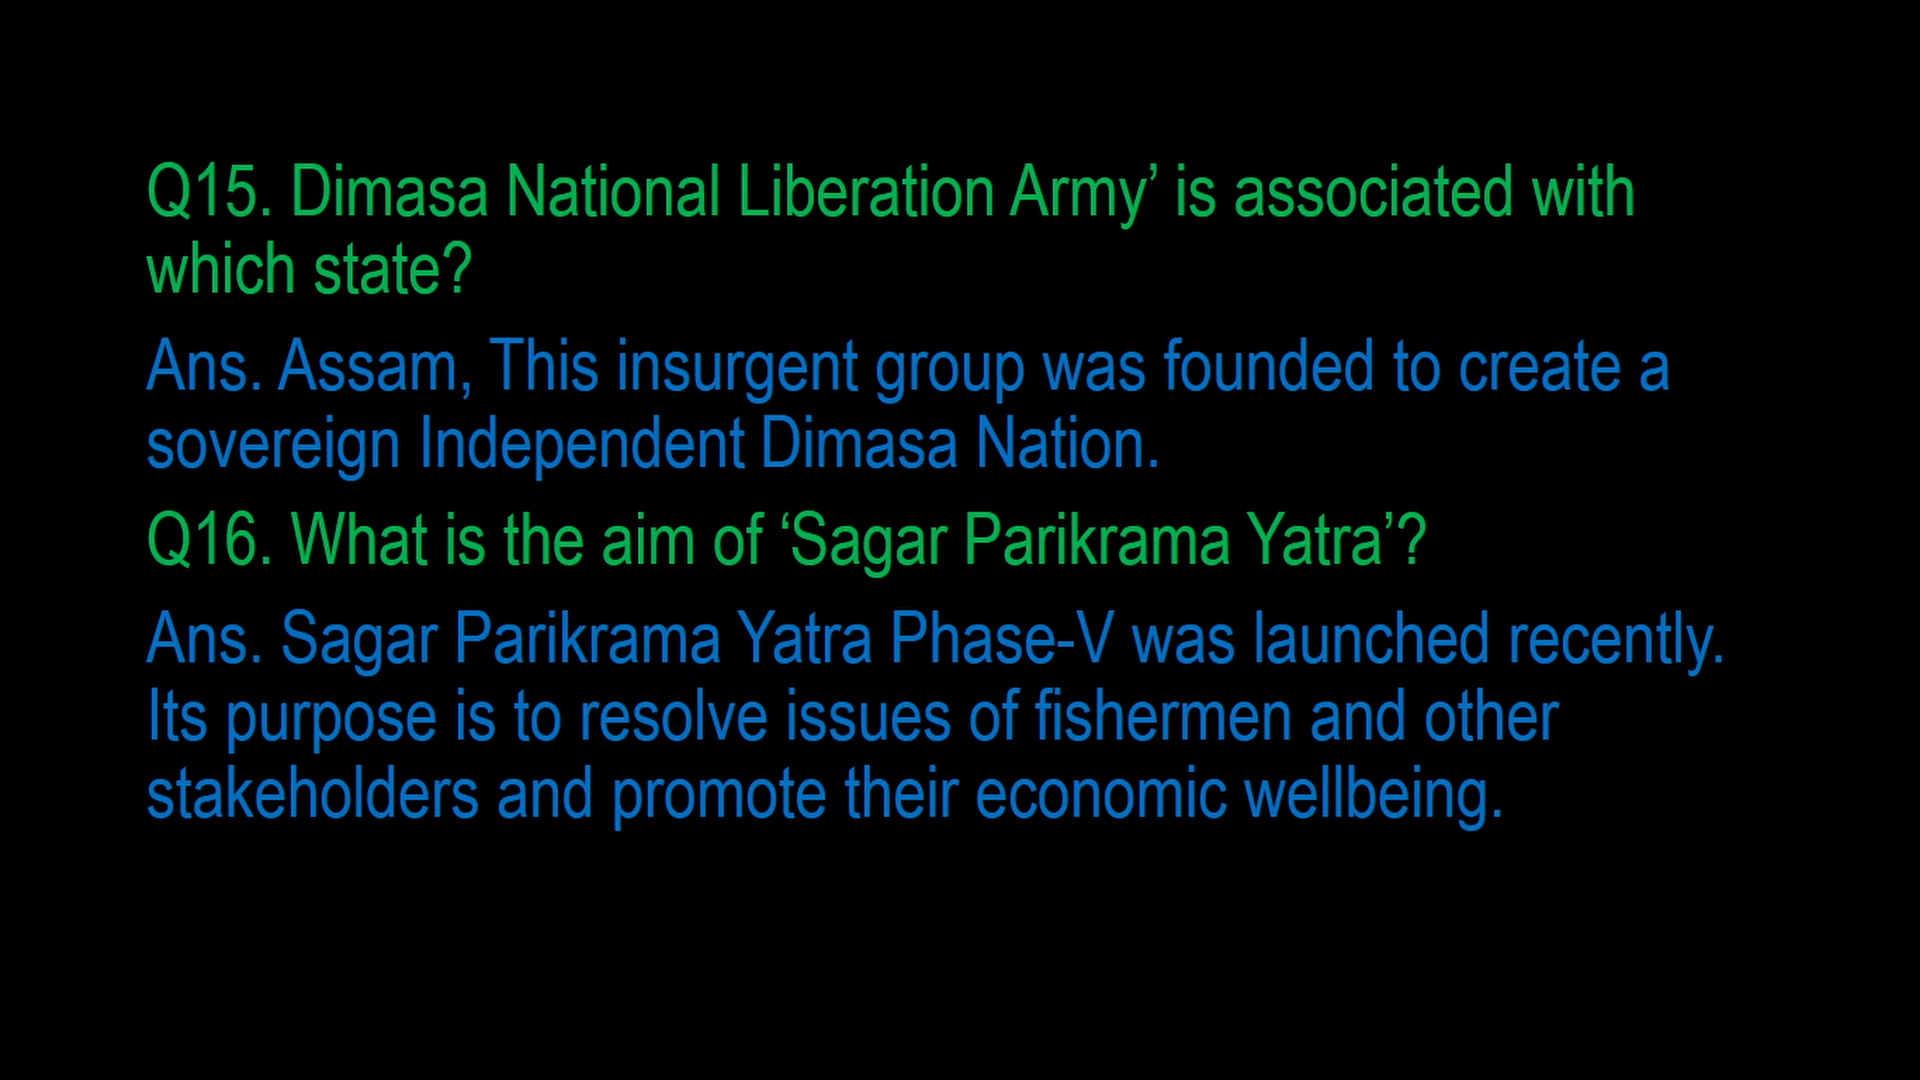 Q15. Dimasa National Liberation Army’ is associated with
which state?
Ans. Assam, This insurgent group was founded to create a
sovereign Independent Dimasa Nation.
Q16. What is the aim of ‘Sagar Parikrama Yatra’?
Ans. Sagar Parikrama Yatra Phase-V was launched recently.
Its purpose is to resolve issues of fishermen and other
stakeholders and promote their economic wellbeing.